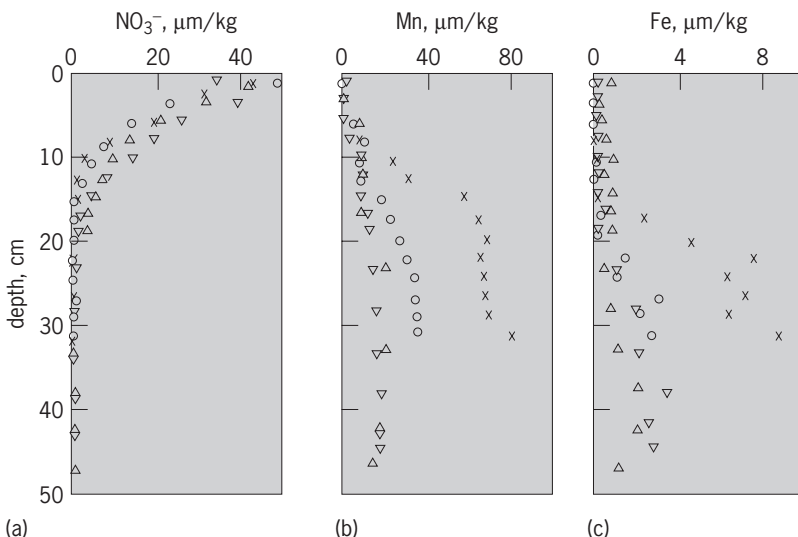 NO₃⁻, μm/kg
0 20 40
Mn, μm/kg
0 40 80
Fe, μm/kg
0 4 8
depth, cm
0
10
20
30
40
50
(a)
(b)
(c)